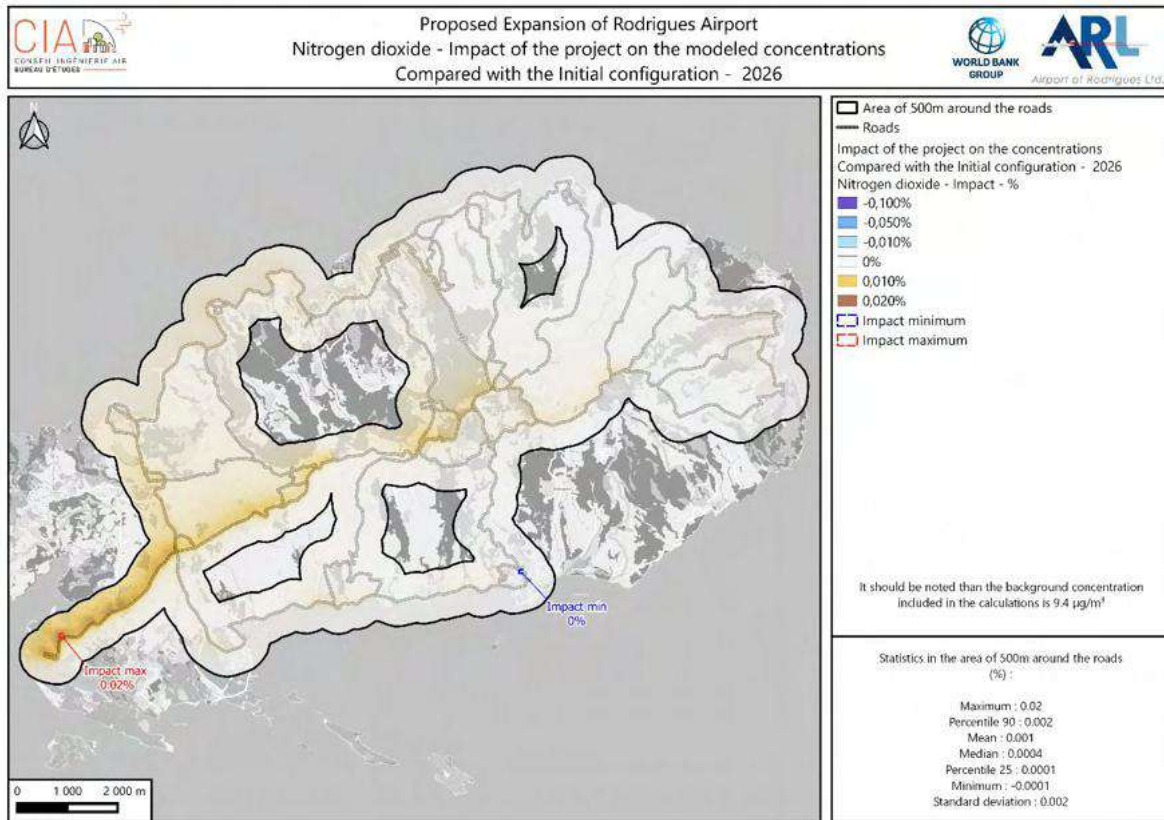 CIA
CONSEIL INGÉNIERIE AIR
BUREAU D'ÉTUDES
Proposed Expansion of Rodrigues Airport
Nitrogen dioxide - Impact of the project on the modeled concentrations
Compared with the Initial configuration - 2026
WORLD BANK
GROUP
ARL
Airport of Rodrigues Ltd.
N
Impact min
0%
Impact max
0.02%
0 1 000 2 000 m
Area of 500m around the roads
Roads
Impact of the project on the concentrations
Compared with the Initial configuration - 2026
Nitrogen dioxide - Impact - %
-0,100%
-0,050%
-0,010%
0%
0,010%
0,020%
Impact minimum
Impact maximum
It should be noted than the background concentration
included in the calculations is 9.4 µg/m³
Statistics in the area of 500m around the roads
(%) :
Maximum : 0.02
Percentile 90 : 0.002
Mean : 0.001
Median : 0.0004
Percentile 25 : 0.0001
Minimum : -0.0001
Standard deviation : 0.002